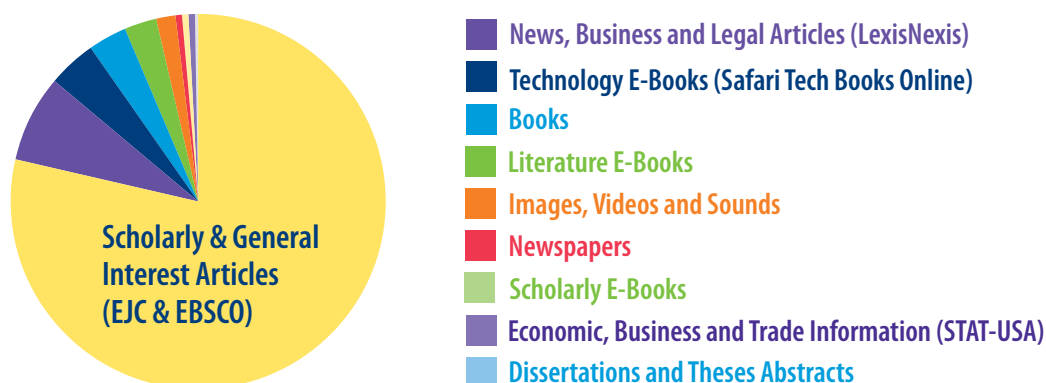 Scholarly & General
Interest Articles
(EJC & EBSCO)
News, Business and Legal Articles (LexisNexis)
Technology E-Books (Safari Tech Books Online)
Books
Literature E-Books
Images, Videos and Sounds
Newspapers
Scholarly E-Books
Economic, Business and Trade Information (STAT-USA)
Dissertations and Theses Abstracts